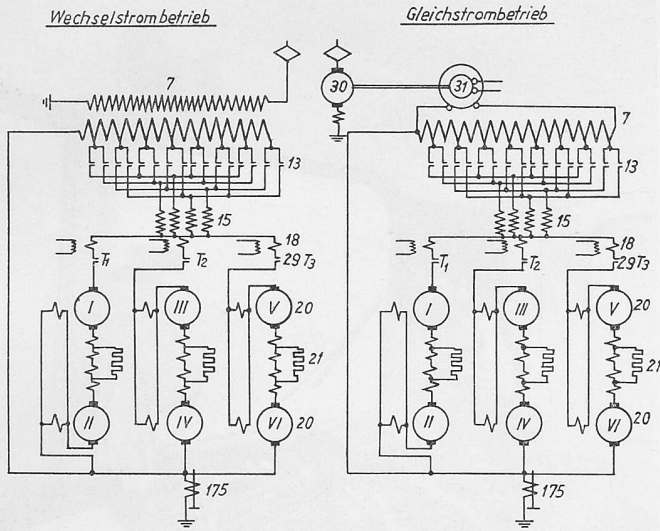 Wechselstrombetrieb
7
13
15
18
T1
T2
29 T3
I
III
V
20
21
II
IV
VI
20
175
Gleichstrombetrieb
30
31
7
13
15
18
T1
T2
29 T3
I
III
V
20
21
II
IV
VI
20
175